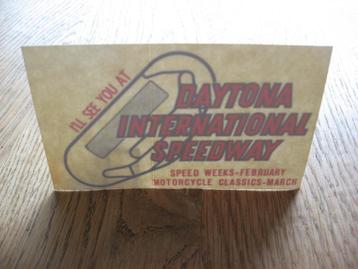 I'LL SEE YOU AT
DAYTONA
INTERNATIONAL
SPEEDWAY
SPEED WEEKS-FEBRUARY
MOTORCYCLE CLASSICS-MARCH